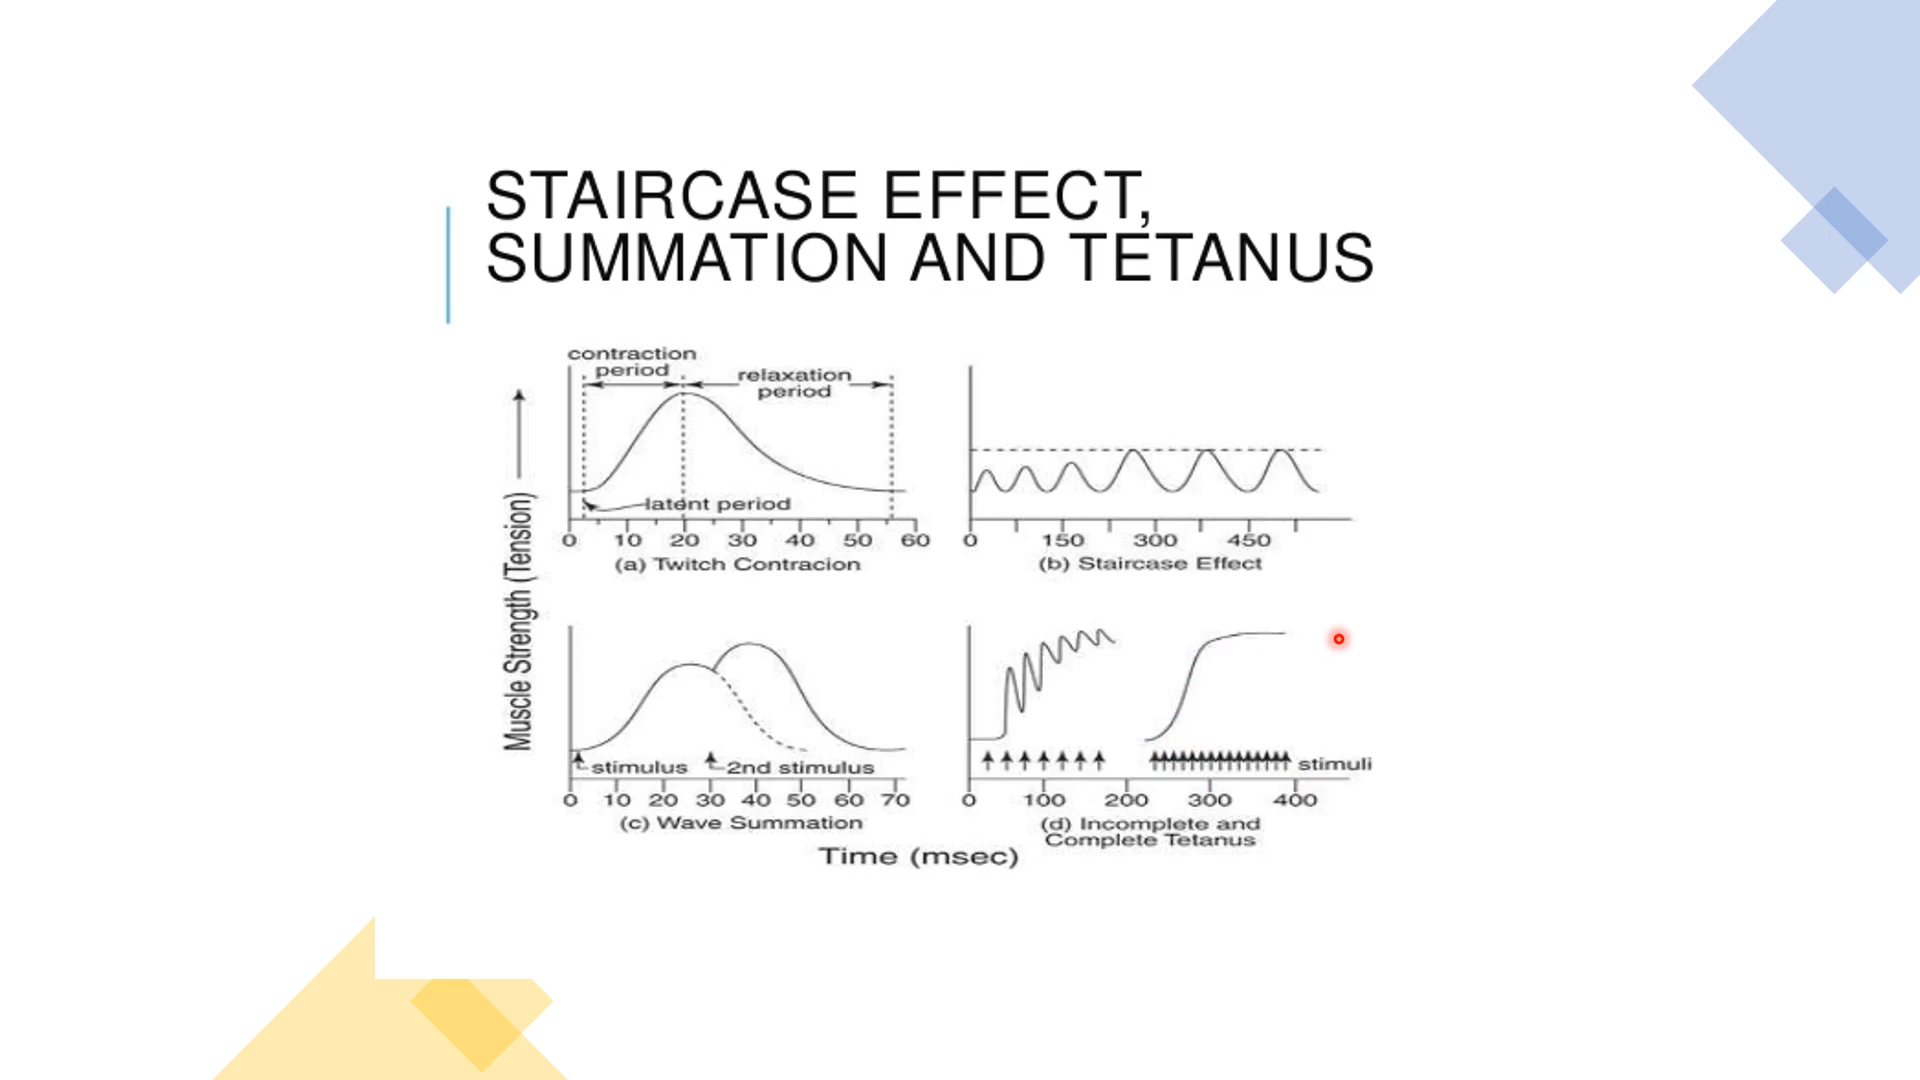 STAIRCASE EFFECT,
SUMMATION AND TETANUS
Muscle Strength (Tension)
contraction
period
relaxation
period
latent period
0 10 20 30 40 50 60
(a) Twitch Contracion
0 150 300 450
(b) Staircase Effect
stimulus
2nd stimulus
0 10 20 30 40 50 60 70
(c) Wave Summation
stimuli
0 100 200 300 400
(d) Incomplete and
Complete Tetanus
Time (msec)